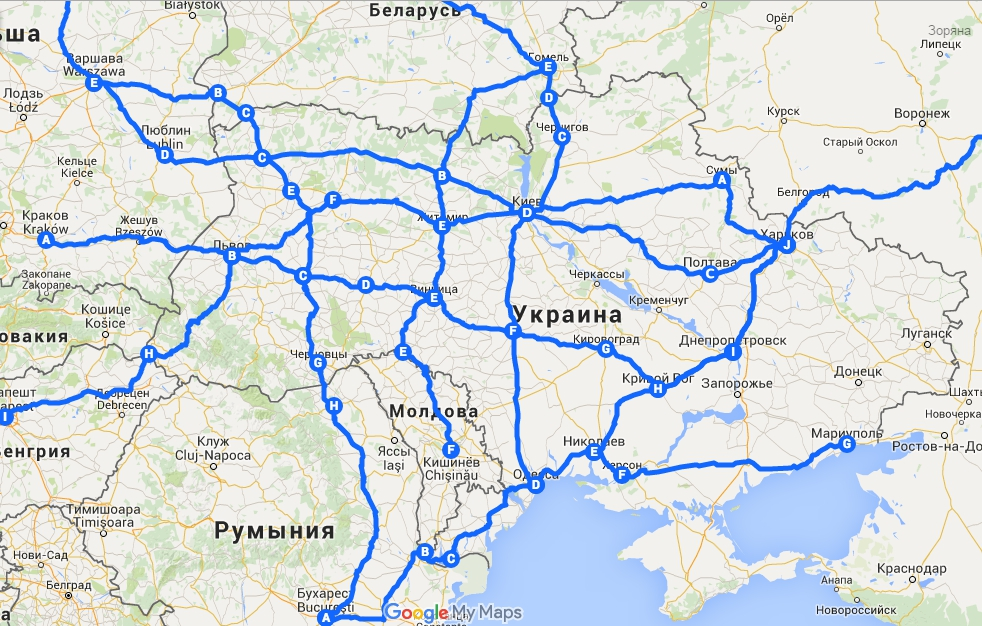 Białystok
Беларусь
Орёл
ьша
Зоряна
Липецк
Варшава
Warszawa
Гомель
E
E
B
D
Лодзь
Łódź
C
Курск
Воронеж
Люблин
Lublin
Чернигов
C
Старый Оскол
D
C
Кельце
Kielce
B
Сумы
A
E
F
Белгород
Киев
D
Краков
Kraków
Жешув
Rzeszów
Житомир
E
A
Львов
B
Харьков
J
Полтава
C
Закопане
Zakopane
C
D
Винница
E
Черкассы
Кошице
Košice
Украина
Кременчуг
F
овакия
Кировоград
G
Днепропетровск
I
Луганск
H
Черновцы
G
E
Донецк
Кривой Рог
H
Запорожье
апешт
Дебрецен
Debrecen
I
H
Молдова
Шахты
Новочерка
Мариуполь
G
Ростов-на-До
енгрия
Клуж
Cluj-Napoca
Яссы
Iași
F
Кишинёв
Chișinău
Николаев
E
Херсон
F
Одесса
D
Тимишоара
Timișoara
Румыния
Нови-Сад
B
C
Краснодар
Белград
Анапа
Бухарест
București
A
Google My Maps
Новороссийск